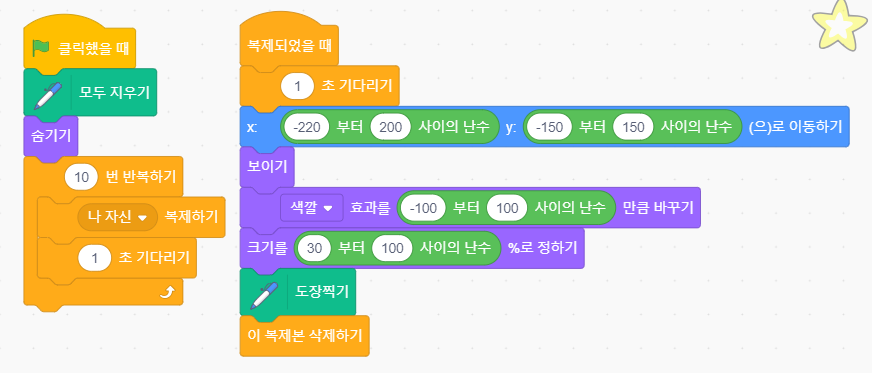 클릭했을 때
모두 지우기
숨기기
10 번 반복하기
나 자신 복제하기
1 초 기다리기
복제되었을 때
1 초 기다리기
x: -220 부터 200 사이의 난수 y: -150 부터 150 사이의 난수 (으)로 이동하기
보이기
색깔 효과를 -100 부터 100 사이의 난수 만큼 바꾸기
크기를 30 부터 100 사이의 난수 %로 정하기
도장찍기
이 복제본 삭제하기